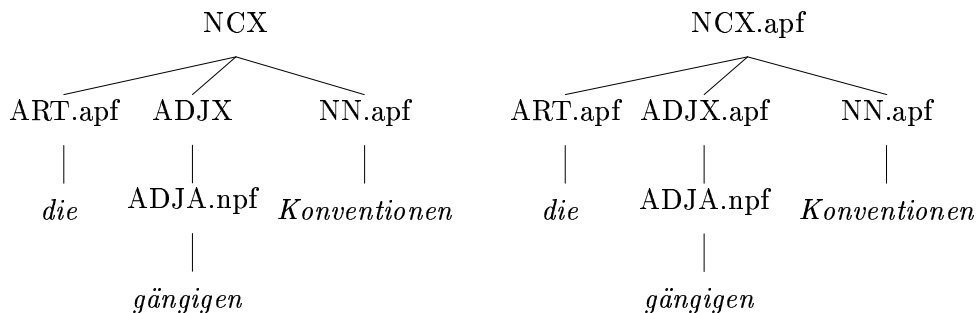 NCX NCX.apf
ART.apf ADJX NN.apf ART.apf ADJX.apf NN.apf
die ADJA.npf Konventionen die ADJA.npf Konventionen
gängigen gängigen